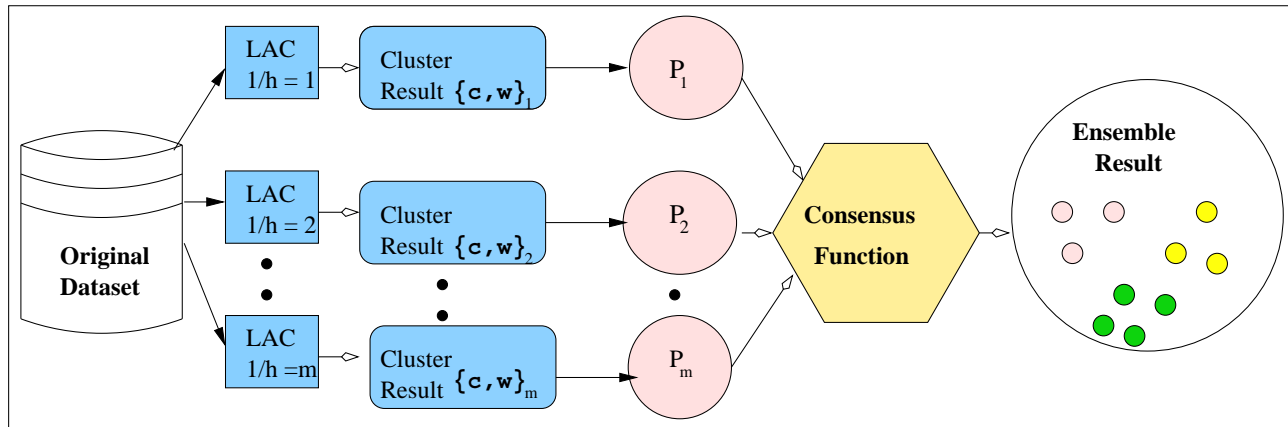 Original
Dataset
LAC
1/h = 1
Cluster
Result {c,w}1
P1
LAC
1/h = 2
Cluster
Result {c,w}2
P2
LAC
1/h =m
Cluster
Result {c,w}m
Pm
Consensus
Function
Ensemble
Result